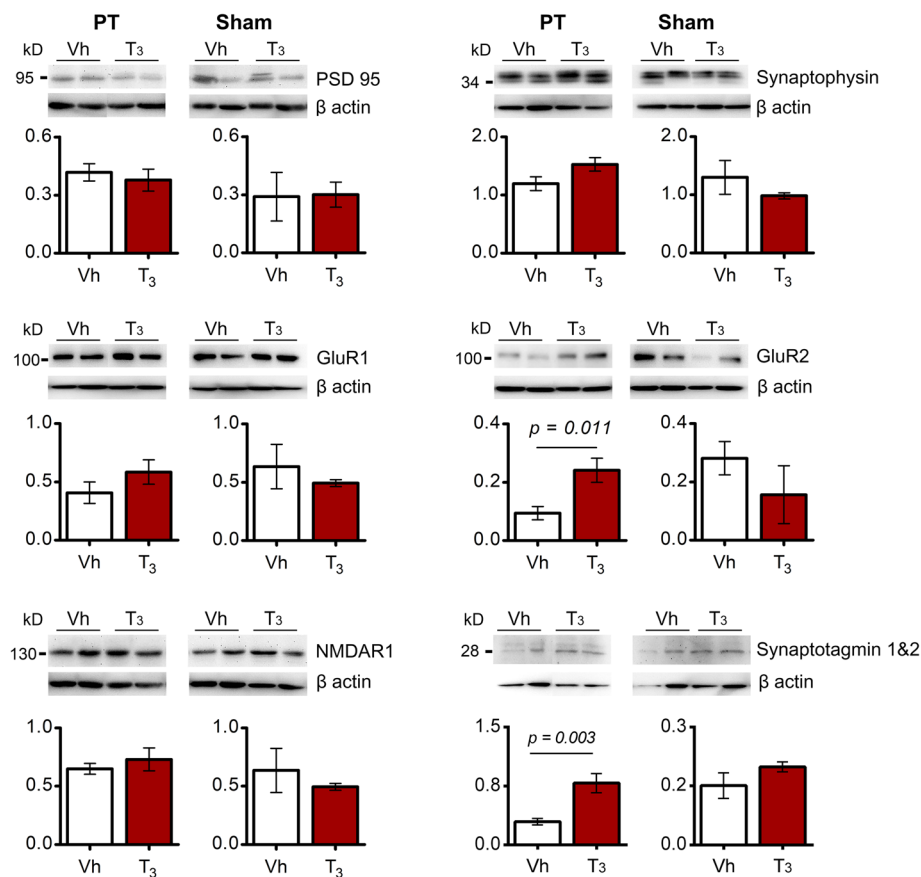 PT Sham
kD Vh T3 Vh T3
95 PSD 95
β actin
0.6 0.6
0.3 0.3
0.0 0.0
Vh T3 Vh T3
PT Sham
kD Vh T3 Vh T3
34 Synaptophysin
β actin
2.0 2.0
1.0 1.0
0.0 0.0
Vh T3 Vh T3
kD Vh T3 Vh T3
100 GluR1
β actin
1.0 1.0
0.5 0.5
0.0 0.0
Vh T3 Vh T3
kD Vh T3 Vh T3
100 GluR2
β actin
0.4 p = 0.011 0.4
0.2 0.2
0.0 0.0
Vh T3 Vh T3
kD Vh T3 Vh T3
130 NMDAR1
β actin
1.0 1.0
0.5 0.5
0.0 0.0
Vh T3 Vh T3
kD Vh T3 Vh T3
28 Synaptotagmin 1&2
β actin
1.5 p = 0.003 0.3
0.8 0.2
0.0 0.0
Vh T3 Vh T3